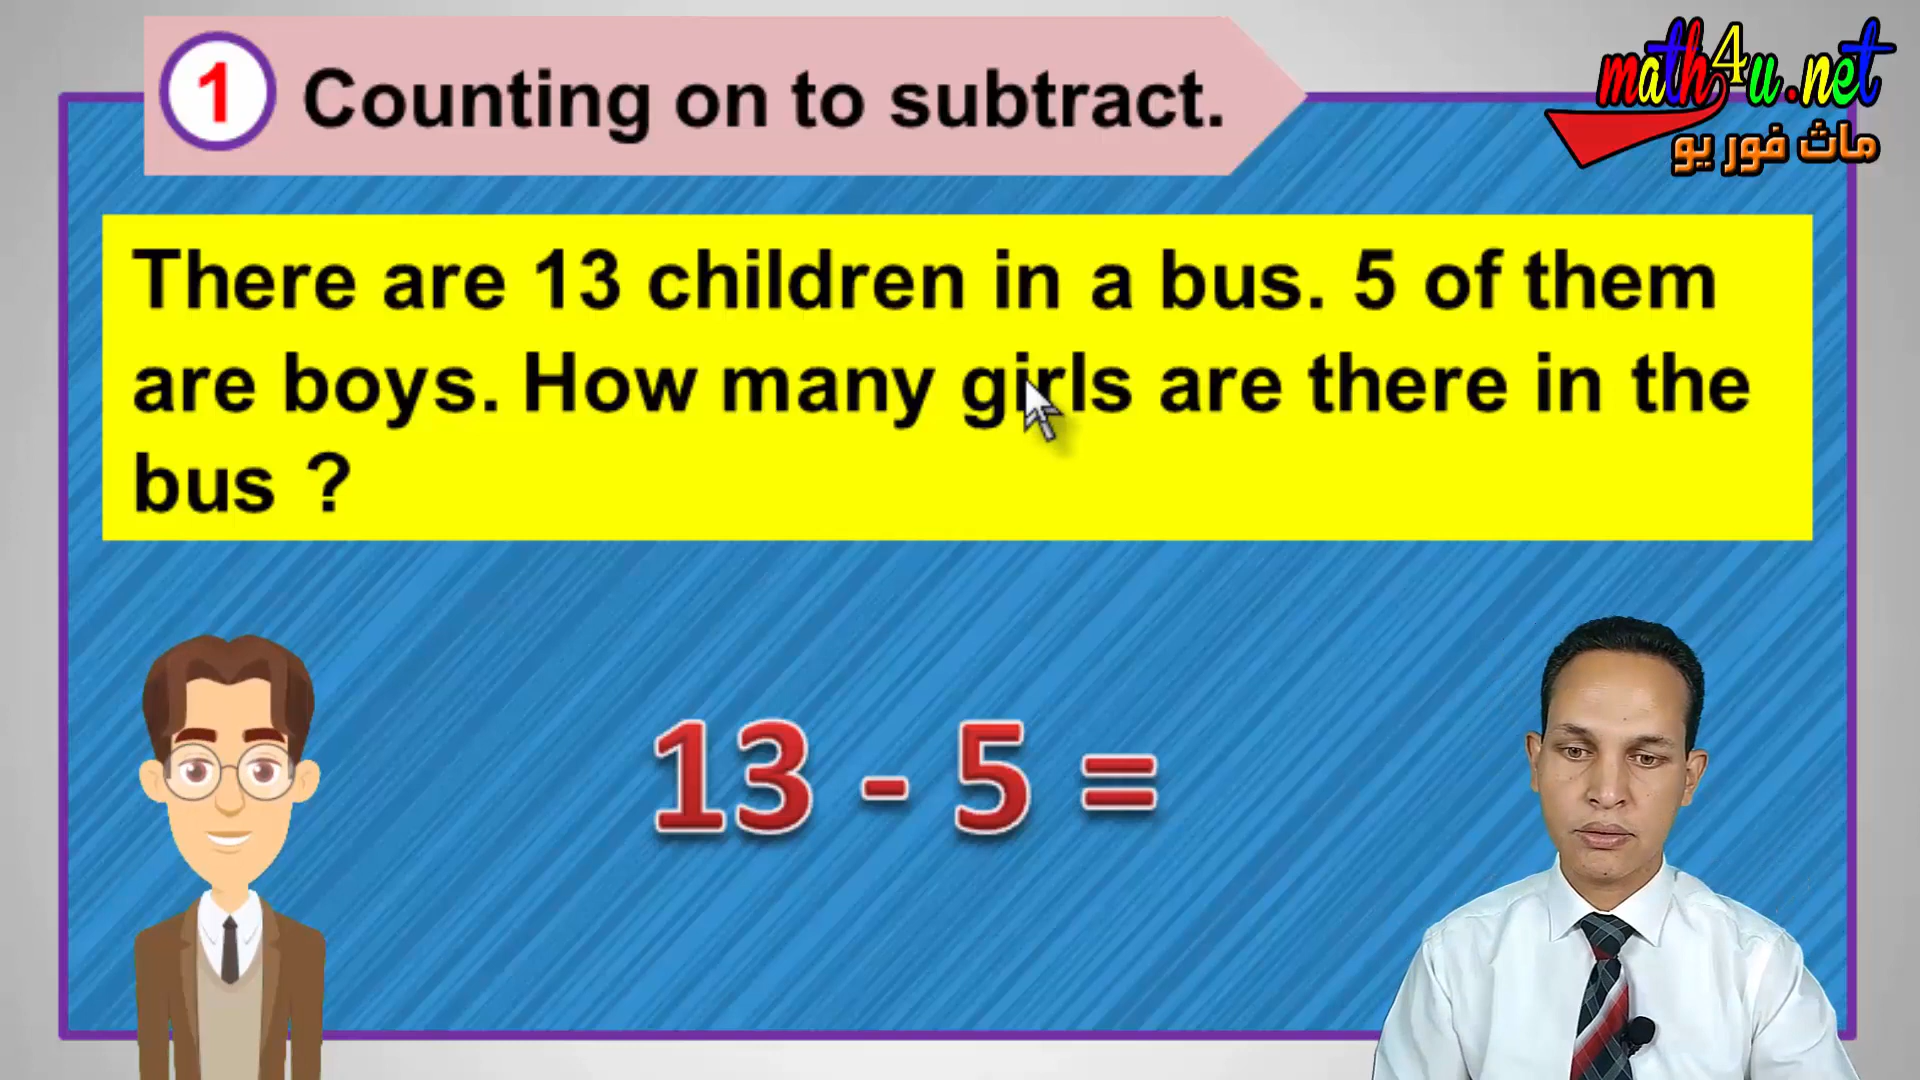 1 Counting on to subtract.
math4u.net
ماث فور يو
There are 13 children in a bus. 5 of them
are boys. How many girls are there in the
bus ?
13 - 5 =